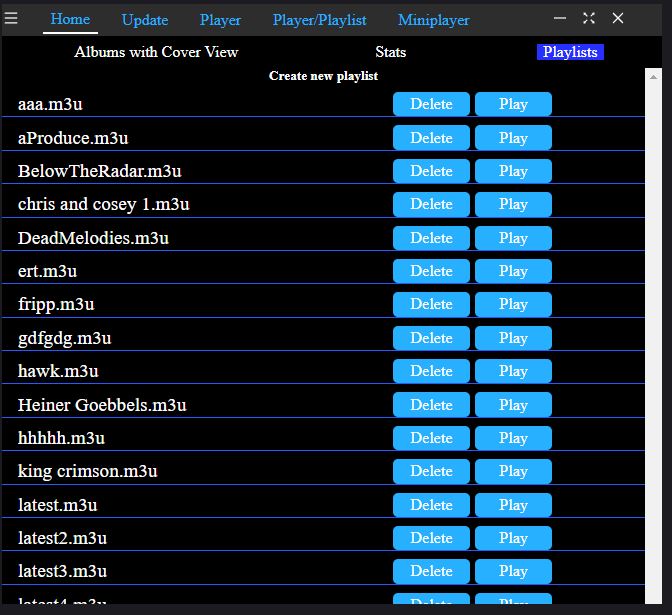 Home Update Player Player/Playlist Miniplayer
Albums with Cover View Stats Playlists
Create new playlist
aaa.m3u Delete Play
aProduce.m3u Delete Play
BelowTheRadar.m3u Delete Play
chris and cosey 1.m3u Delete Play
DeadMelodies.m3u Delete Play
ert.m3u Delete Play
fripp.m3u Delete Play
gdfgdg.m3u Delete Play
hawk.m3u Delete Play
Heiner Goebbels.m3u Delete Play
hhhhh.m3u Delete Play
king crimson.m3u Delete Play
latest.m3u Delete Play
latest2.m3u Delete Play
latest3.m3u Delete Play
latest4.m3u Delete Play